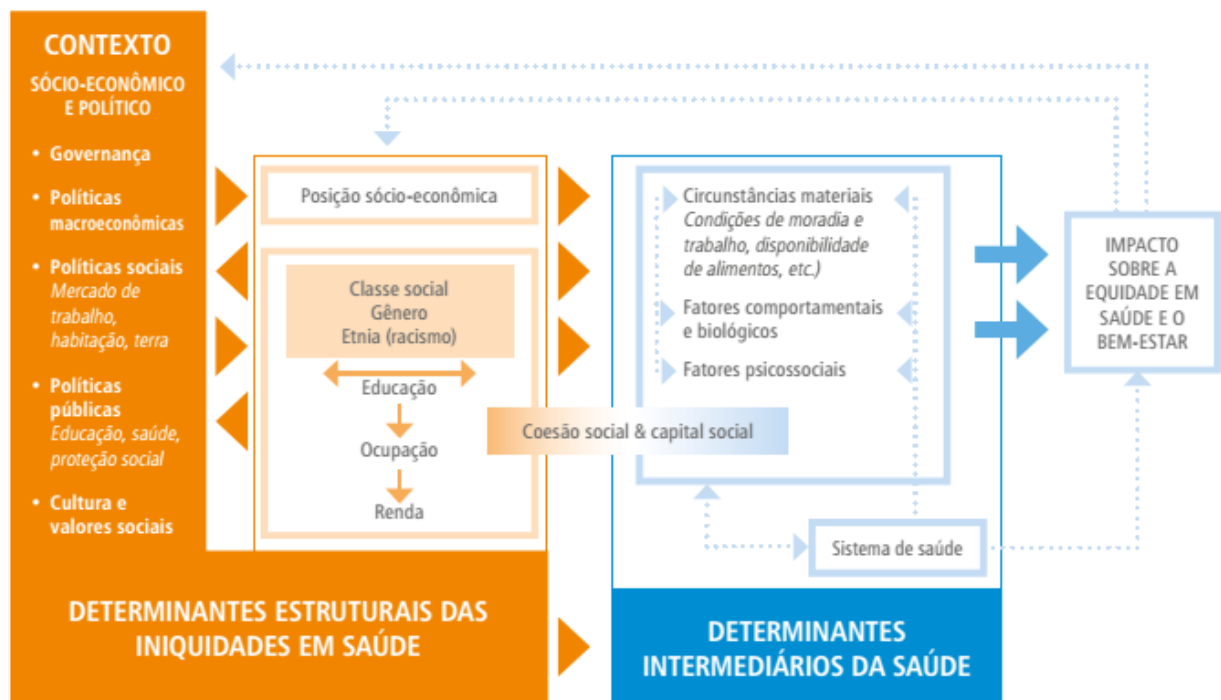 CONTEXTO
SÓCIO-ECONÔMICO
E POLÍTICO
• Governança
• Políticas
macroeconômicas
• Políticas sociais
Mercado de
trabalho,
habitação, terra
• Políticas
públicas
Educação, saúde,
proteção social
• Cultura e
valores sociais
Posição sócio-econômica
Classe social
Gênero
Etnia (racismo)
Educação
Ocupação
Renda
Coesão social & capital social
Circunstâncias materiais
Condições de moradia e
trabalho, disponibilidade
de alimentos, etc.)
Fatores comportamentais
e biológicos
Fatores psicossociais
Sistema de saúde
IMPACTO
SOBRE A
EQUIDADE EM
SAÚDE E O
BEM-ESTAR
DETERMINANTES ESTRUTURAIS DAS
INIQUIDADES EM SAÚDE
DETERMINANTES
INTERMEDIÁRIOS DA SAÚDE